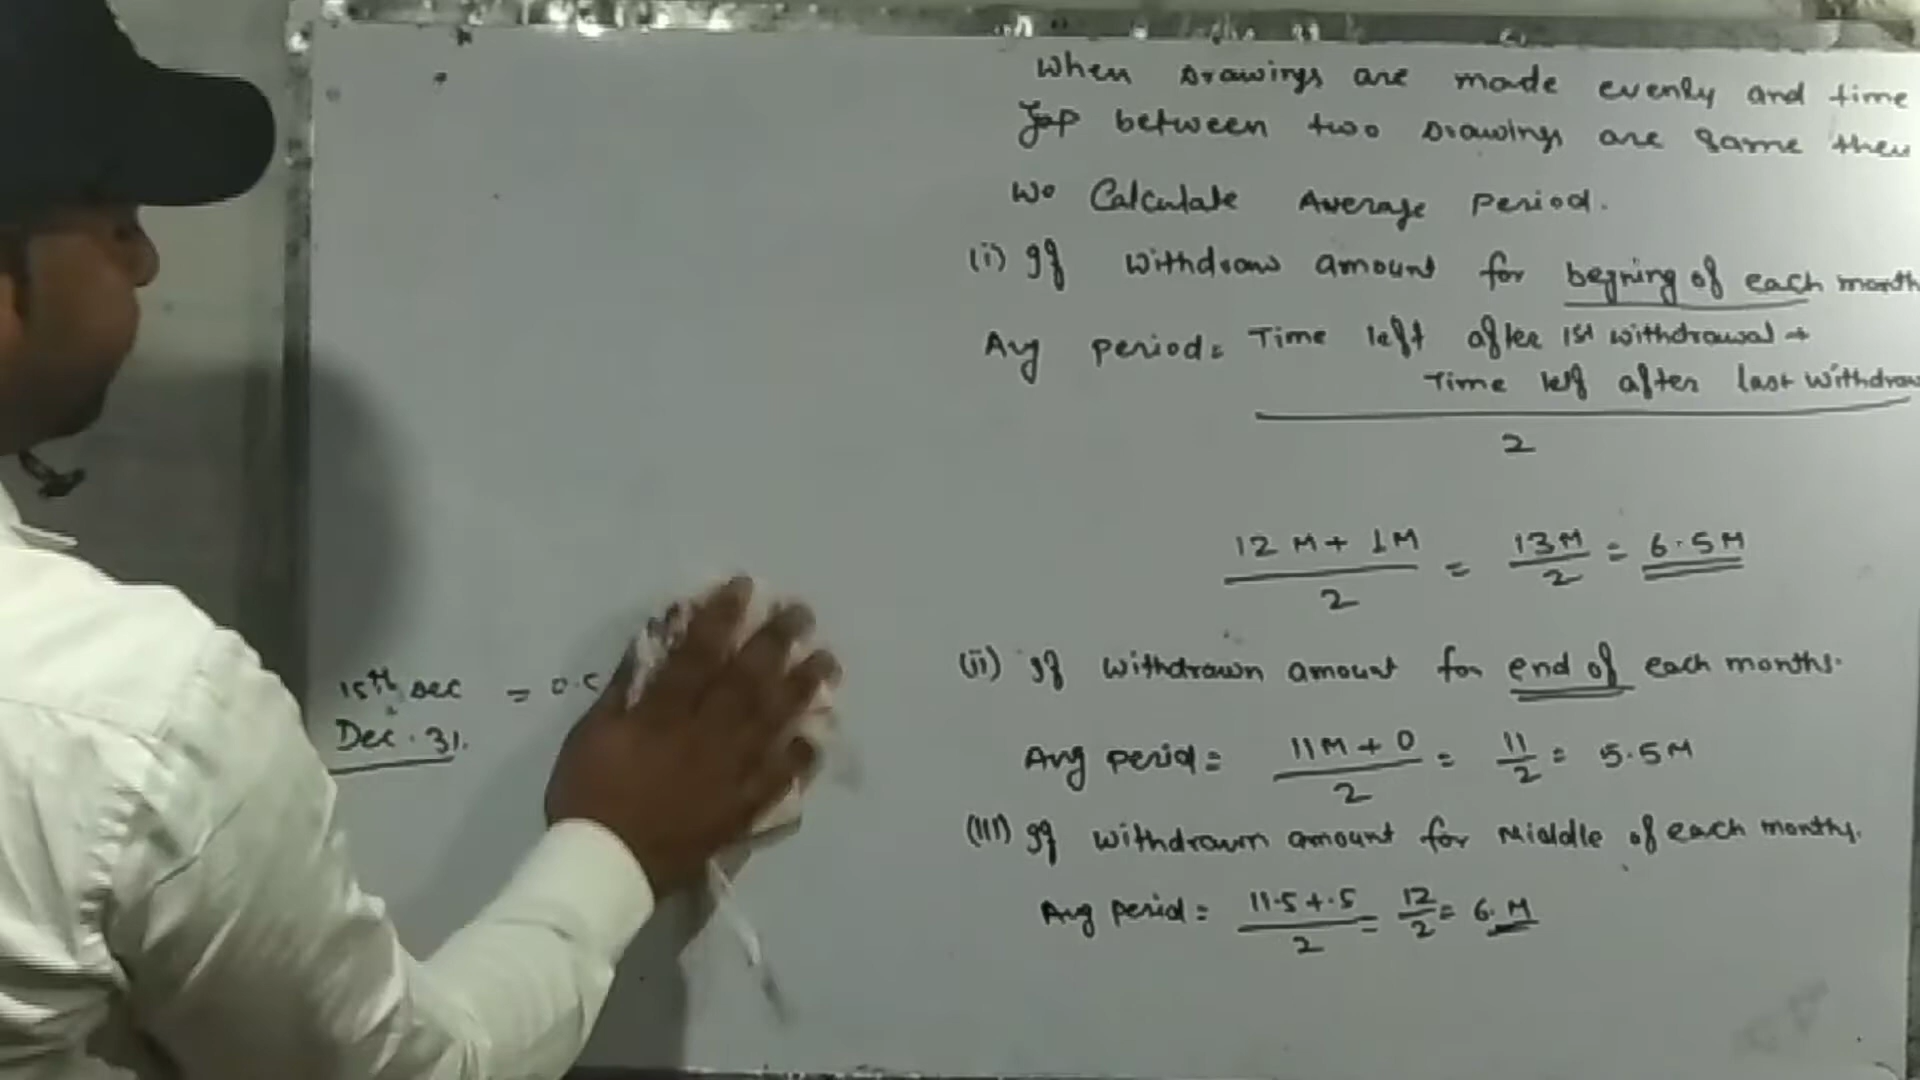 When Drawings are made evenly and time
Gap between two Drawings are same then
We Calculate Average Period.
(i) If withdraw amount for begning of each month
Avg period = Time left after 1st withdrawal +
Time left after last withdraw
2
12 M + 1 M / 2 = 13 M / 2 = 6.5 M
(ii) If withdrawn amount for end of each months.
Avg period = 11 M + 0 / 2 = 11 / 2 = 5.5 M
(III) If withdrawn amount for Middle of each months.
Avg period = 11.5 + .5 / 2 = 12 / 2 = 6. M
15th Dec = 0.5
Dec. 31.